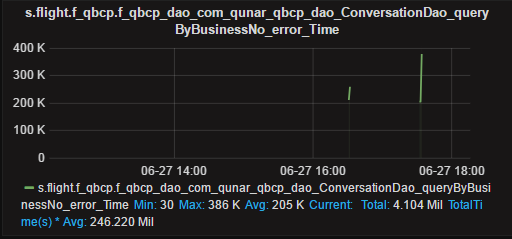 s.flight.f_qbcp.f_qbcp_dao_com_qunar_qbcp_dao_ConversationDao_query
ByBusinessNo_error_Time
400 K
300 K
200 K
100 K
0
06-27 14:00 06-27 16:00 06-27 18:00
s.flight.f_qbcp.f_qbcp_dao_com_qunar_qbcp_dao_ConversationDao_queryByBusi
nessNo_error_Time Min: 30 Max: 386 K Avg: 205 K Current: Total: 4.104 Mil TotalTi
me(s) * Avg: 246.220 Mil